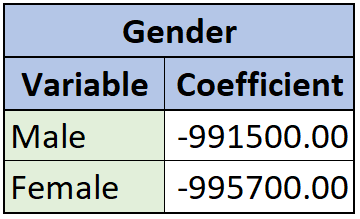 Gender
Variable Coefficient
Male -991500.00
Female -995700.00